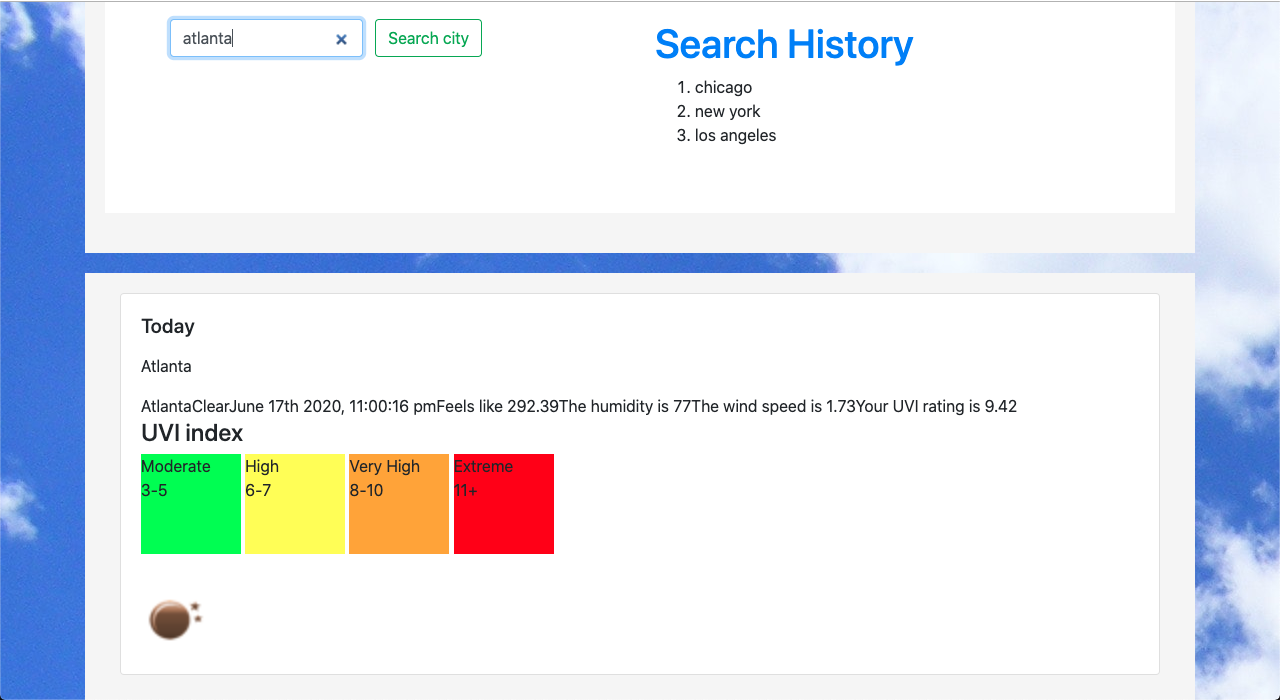 atlanta
Search city
Search History
1. chicago
2. new york
3. los angeles
Today
Atlanta
AtlantaClearJune 17th 2020, 11:00:16 pmFeels like 292.39The humidity is 77The wind speed is 1.73Your UVI rating is 9.42
UVI index
Moderate
3-5
High
6-7
Very High
8-10
Extreme
11+